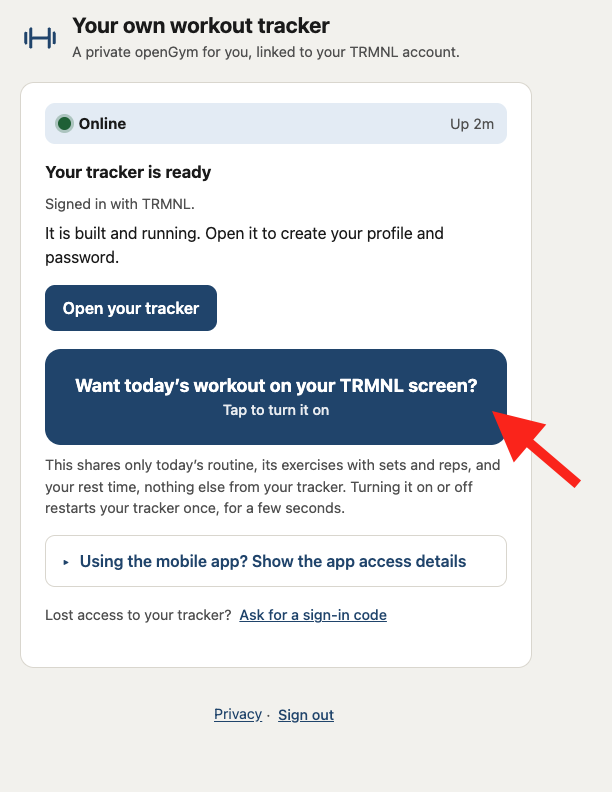 Your own workout tracker
A private openGym for you, linked to your TRMNL account.
Online
Up 2m
Your tracker is ready
Signed in with TRMNL.
It is built and running. Open it to create your profile and
password.
Open your tracker
Want today’s workout on your TRMNL screen?
Tap to turn it on
This shares only today’s routine, its exercises with sets and reps, and
your rest time, nothing else from your tracker. Turning it on or off
restarts your tracker once, for a few seconds.
▸ Using the mobile app? Show the app access details
Lost access to your tracker? Ask for a sign-in code
Privacy · Sign out